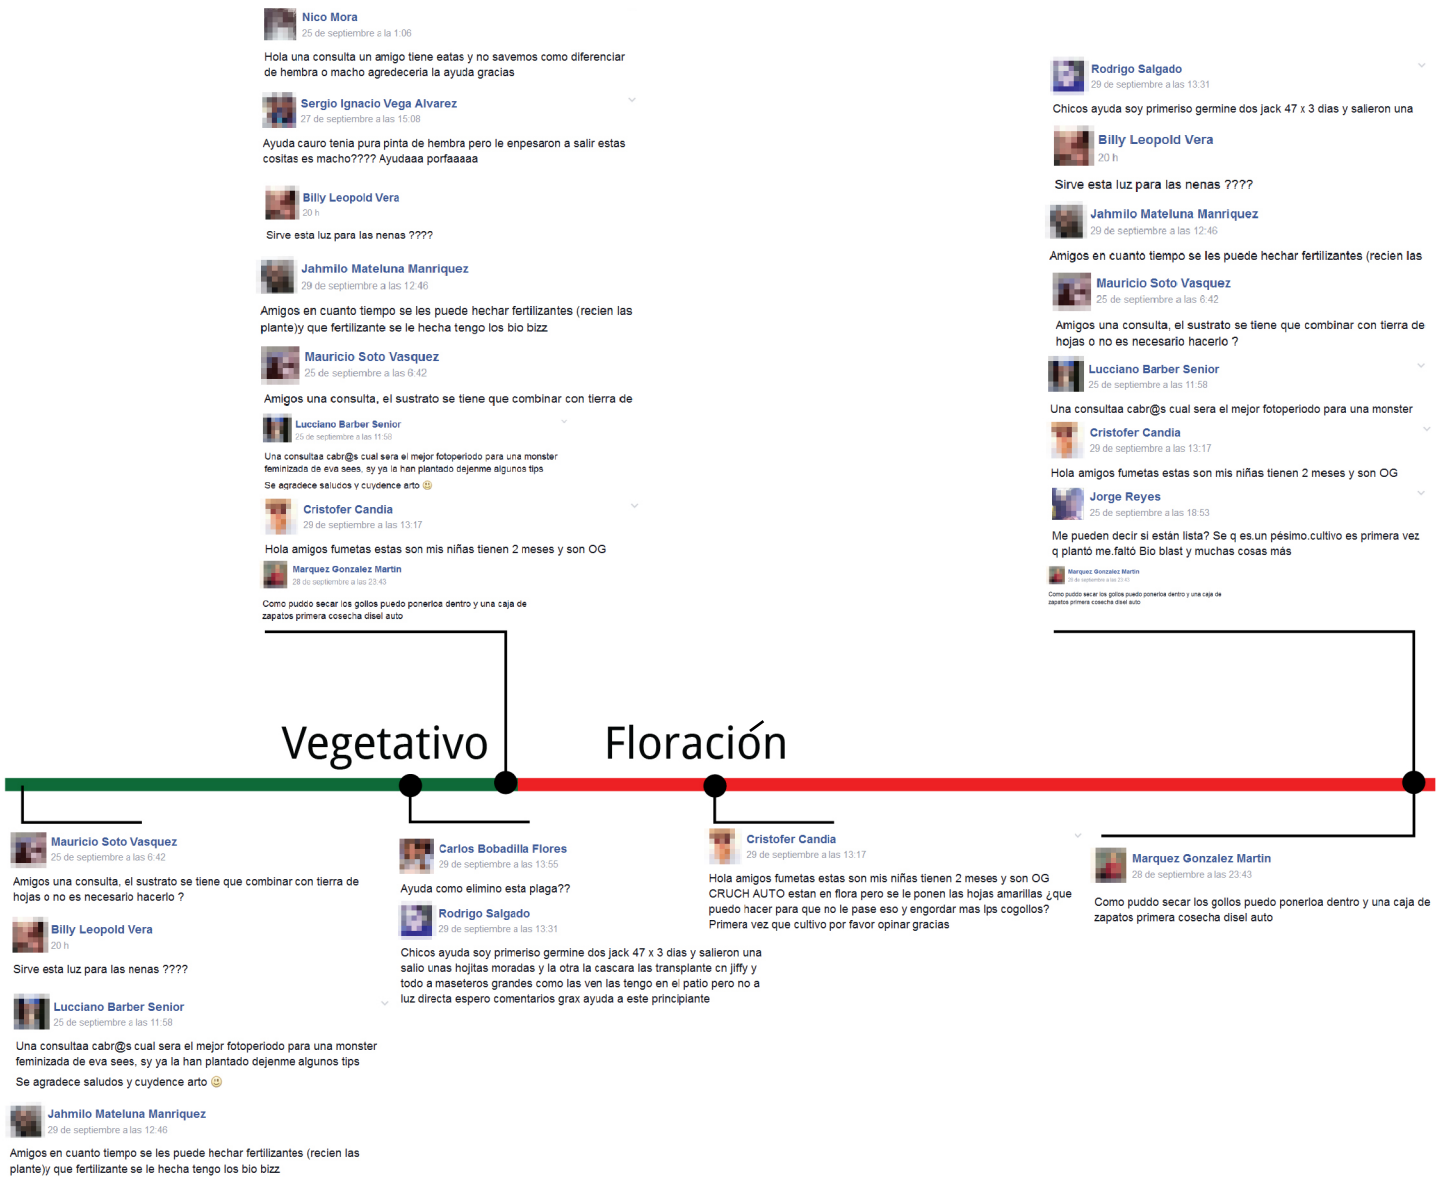 Nico Mora
25 de septiembre a la 1:06
Hola una consulta un amigo tiene eatas y no savemos como diferenciar
de hembra o macho agredeceria la ayuda gracias
Sergio Ignacio Vega Alvarez
27 de septiembre a las 15:08
Ayuda cauro tenia pura pinta de hembra pero le enpesaron a salir estas
cositas es macho???? Ayudaaa porfaaaaa
Billy Leopold Vera
20 h
Sirve esta luz para las nenas ????
Jahmilo Mateluna Manriquez
29 de septiembre a las 12:46
Amigos en cuanto tiempo se les puede hechar fertilizantes (recien las
plante)y que fertilizante se le hecha tengo los bio bizz
Mauricio Soto Vasquez
25 de septiembre a las 6:42
Amigos una consulta, el sustrato se tiene que combinar con tierra de
Lucciano Barber Senior
25 de septiembre a las 11:58
Una consultaa cabr@s cual sera el mejor fotoperiodo para una monster
feminizada de eva sees, sy ya la han plantado dejenme algunos tips
Se agradece saludos y cuydence arto
Cristofer Candia
29 de septiembre a las 13:17
Hola amigos fumetas estas son mis niñas tienen 2 meses y son OG
Marquez Gonzalez Martin
28 de septiembre a las 23:43
Como puddo secar los gollos puedo ponerloa dentro y una caja de
zapatos primera cosecha disel auto
Rodrigo Salgado
29 de septiembre a las 13:31
Chicos ayuda soy primeriso germine dos jack 47 x 3 dias y salieron una
Billy Leopold Vera
20 h
Sirve esta luz para las nenas ????
Jahmilo Mateluna Manriquez
29 de septiembre a las 12:46
Amigos en cuanto tiempo se les puede hechar fertilizantes (recien las
Mauricio Soto Vasquez
25 de septiembre a las 6:42
Amigos una consulta, el sustrato se tiene que combinar con tierra de
hojas o no es necesario hacerlo ?
Lucciano Barber Senior
25 de septiembre a las 11:58
Una consultaa cabr@s cual sera el mejor fotoperiodo para una monster
Cristofer Candia
29 de septiembre a las 13:17
Hola amigos fumetas estas son mis niñas tienen 2 meses y son OG
Jorge Reyes
25 de septiembre a las 18:53
Me pueden decir si están lista? Se q es.un pésimo.cultivo es primera vez
q plantó me.faltó Bio blast y muchas cosas más
Marquez Gonzalez Martin
28 de septiembre a las 23:43
Como puddo secar los gollos puedo ponerloa dentro y una caja de
zapatos primera cosecha disel auto
Vegetativo
Floración
Mauricio Soto Vasquez
25 de septiembre a las 6:42
Amigos una consulta, el sustrato se tiene que combinar con tierra de
hojas o no es necesario hacerlo ?
Billy Leopold Vera
20 h
Sirve esta luz para las nenas ????
Lucciano Barber Senior
25 de septiembre a las 11:58
Una consultaa cabr@s cual sera el mejor fotoperiodo para una monster
feminizada de eva sees, sy ya la han plantado dejenme algunos tips
Se agradece saludos y cuydence arto
Jahmilo Mateluna Manriquez
29 de septiembre a las 12:46
Amigos en cuanto tiempo se les puede hechar fertilizantes (recien las
plante)y que fertilizante se le hecha tengo los bio bizz
Carlos Bobadilla Flores
29 de septiembre a las 13:55
Ayuda como elimino esta plaga??
Rodrigo Salgado
29 de septiembre a las 13:31
Chicos ayuda soy primeriso germine dos jack 47 x 3 dias y salieron una
salio unas hojitas moradas y la otra la cascara las transplante cn jiffy y
todo a maseteros grandes como las ven las tengo en el patio pero no a
luz directa espero comentarios grax ayuda a este principiante
Cristofer Candia
29 de septiembre a las 13:17
Hola amigos fumetas estas son mis niñas tienen 2 meses y son OG
CRUCH AUTO estan en flora pero se le ponen las hojas amarillas ¿que
puedo hacer para que no le pase eso y engordar mas lps cogollos?
Primera vez que cultivo por favor opinar gracias
Marquez Gonzalez Martin
28 de septiembre a las 23:43
Como puddo secar los gollos puedo ponerloa dentro y una caja de
zapatos primera cosecha disel auto